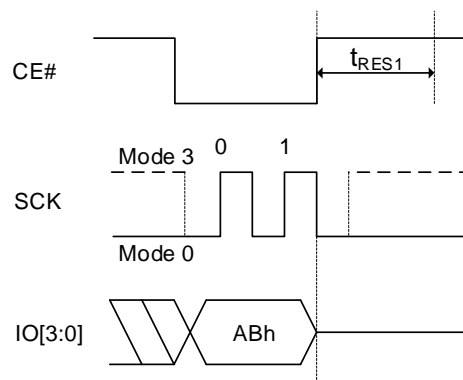 CE#
tRES1
Mode 3 0 1
SCK
Mode 0
IO[3:0]
ABh